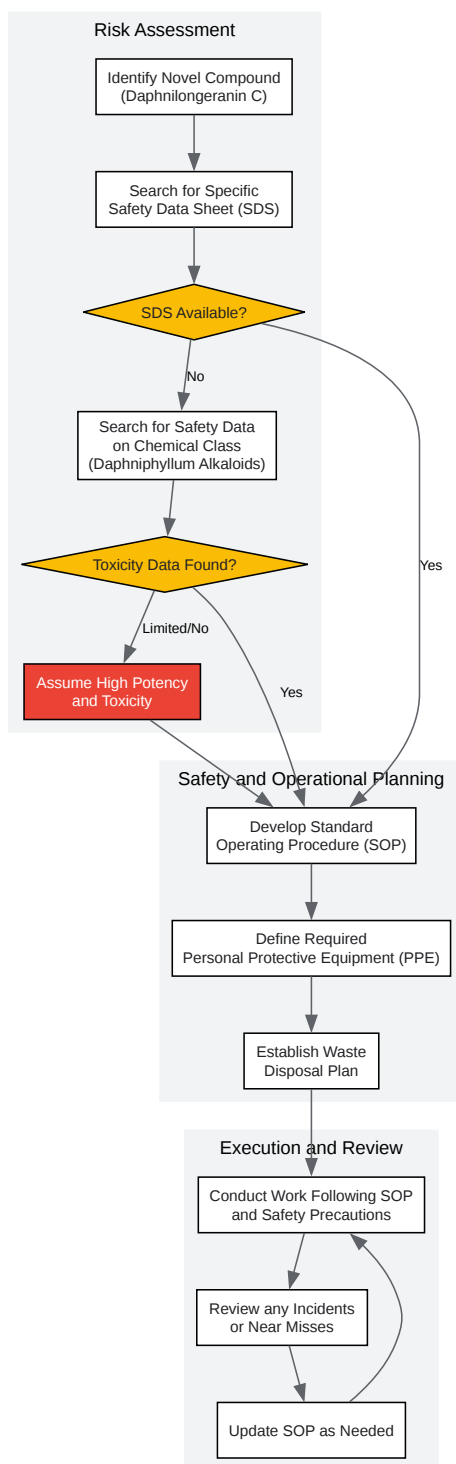 Risk Assessment
Identify Novel Compound
(Daphnilongeranin C)
Search for Specific
Safety Data Sheet (SDS)
SDS Available?
No
Search for Safety Data
on Chemical Class
(Daphniphyllum Alkaloids)
Yes
Toxicity Data Found?
Limited/No
Assume High Potency
and Toxicity
Yes
Safety and Operational Planning
Develop Standard
Operating Procedure (SOP)
Define Required
Personal Protective Equipment (PPE)
Establish Waste
Disposal Plan
Execution and Review
Conduct Work Following SOP
and Safety Precautions
Review any Incidents
or Near Misses
Update SOP as Needed